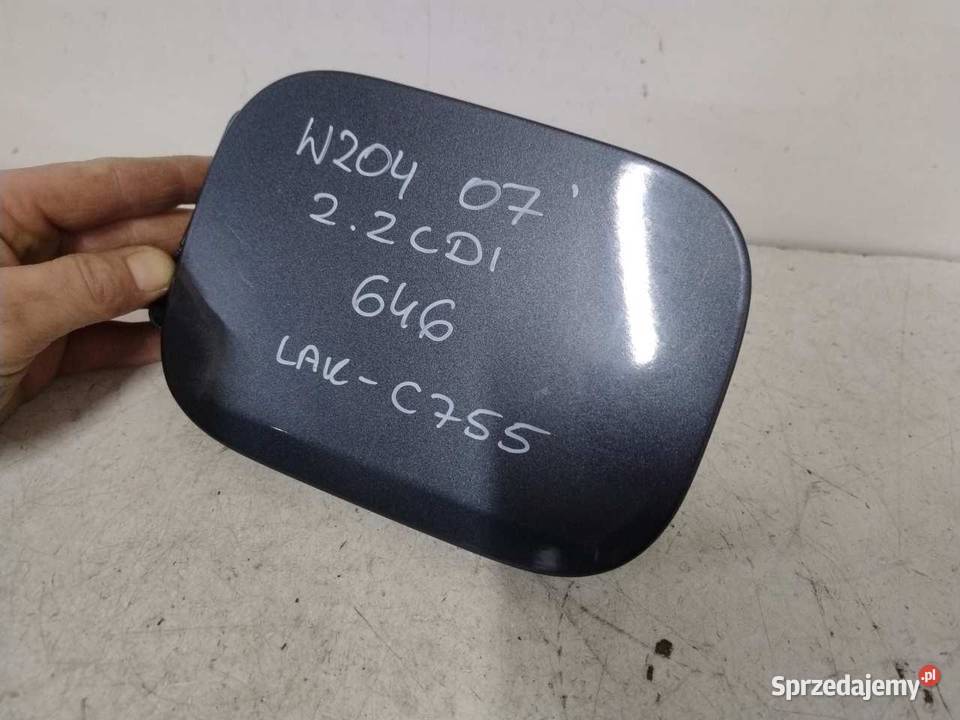 W204 07'
2.2CDI
646
LAK-C755
Sprzedajemy.pl